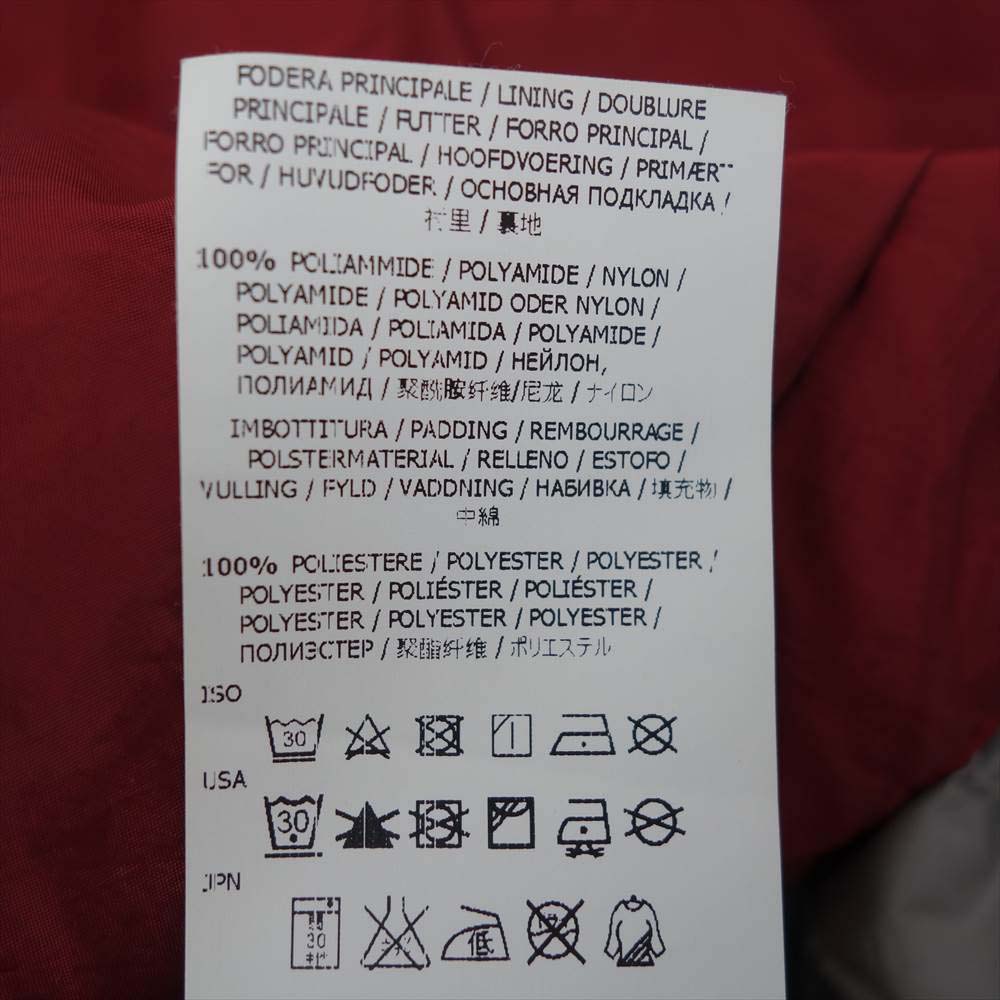 FODERA PRINCIPALE / LINING / DOUBLURE
PRINCIPALE / FUTTER / FORRO PRINCIPAL /
FORRO PRINCIPAL / HOOFDVOERING / PRIMÆRT
FOR / HUVUDFODER / ОСНОВНАЯ ПОДКЛАДКА /
衬里 / 裏地
100% POLIAMMIDE / POLYAMIDE / NYLON /
POLYAMIDE / POLYAMID ODER NYLON /
POLIAMIDA / POLIAMIDA / POLYAMIDE /
POLYAMID / POLYAMID / НЕЙЛОН,
ПОЛИАМИД / 聚酰胺纤维/尼龙 / ナイロン
IMBOTTITURA / PADDING / REMBOURRAGE /
POLSTERMATERIAL / RELLENO / ESTOFO /
VULLING / FYLD / VADDNING / НАБИВКА / 填充物 /
中綿
100% POLIESTERE / POLYESTER / POLYESTER /
POLYESTER / POLIÉSTER / POLIÉSTER /
POLYESTER / POLYESTER / POLYESTER /
ПОЛИЭСТЕР / 聚酯纤维 / ポリエステル
ISO
30
USA
30
JPN
30 低